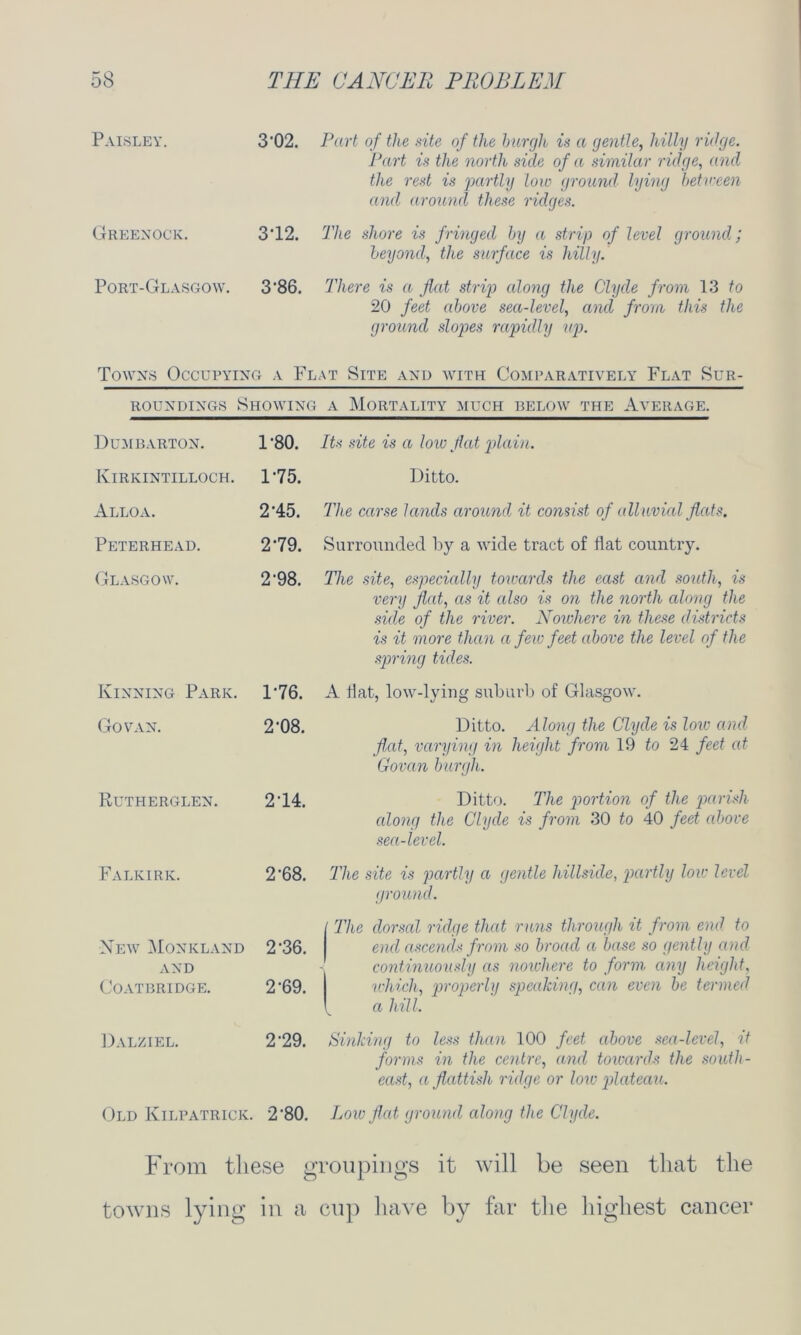 58 THE CANCER PROBLEM
PAISLEY. 3·02. Part of the site of the burgh is a gentle, hilly ridge.
Part is the north side of a similar ridge, and
the rest is partly low ground lying between
and around these ridges.
GREENOCK. 3·12. The shore is fringed by a strip of level ground;
beyond, the surface is hilly.
PORT-GLASGOW. 3·86. There is a flat strip along the Clyde from 13 to
20 feet above sea-level, and from this the
ground slopes rapidly up.
TOWNS OCCUPYING A FLAT SITE AND WITH COMPARATIVELY FLAT SUR-
ROUNDINGS SHOWING A MORTALITY MUCH BELOW THE AVERAGE.
DUMBARTON. 1·80. Its site is a low flat plain.
KIRKINTILLOCH. 1·75. Ditto.
ALLOA. 2·45. The carse lands around it consist of alluvial flats.
PETERHEAD. 2·79. Surrounded by a wide tract of flat country.
GLASGOW. 2·98. The site, especially towards the east and south, is
very flat, as it also is on the north along the
side of the river. Nowhere in these districts
is it more than a few feet above the level of the
spring tides.
KINNING PARK. 1·76. A flat, low-lying suburb of Glasgow.
GOVAN. 2·08. Ditto. Along the Clyde is low and
flat, varying in height from 19 to 24 feet at
Govan burgh.
RUTHERGLEN. 2·14. Ditto. The portion of the parish
along the Clyde is from 30 to 40 feet above
sea-level.
FALKIRK. 2·68. The site is partly a gentle hillside, partly low level
ground.
The dorsal ridge that runs through it from end to
NEW MONKLAND 2·36. end ascends from so broad a base so gently and
AND continuously as nowhere to form any height,
COATBRIDGE. 2·69. which, properly speaking, can even be termed
a hill.
DALZIEL. 2·29. Sinking to less than 100 feet above sea-level, it
forms in the centre, and towards the south-
east, a flattish ridge or low plateau.
OLD KILPATRICK. 2·80. Low flat ground along the Clyde.
From these groupings it will be seen that the
towns lying in a cup have by far the highest cancer